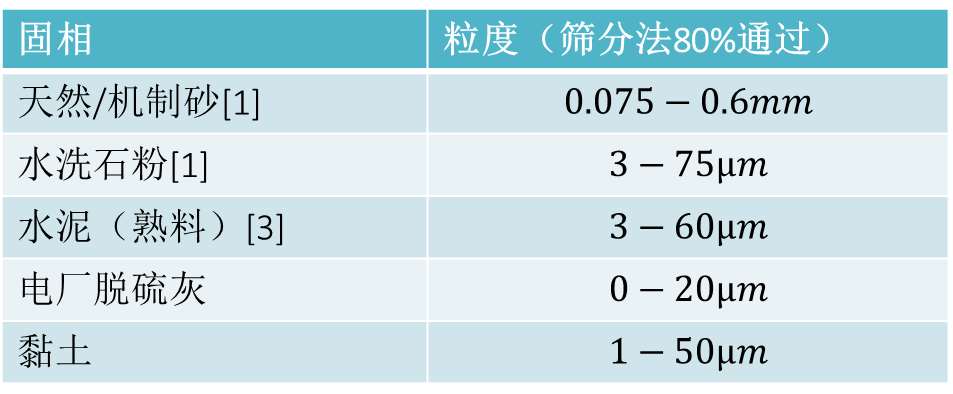 固相 粒度（筛分法80%通过）
天然/机制砂[1] 0.075 − 0.6mm
水洗石粉[1] 3 − 75μm
水泥（熟料）[3] 3 − 60μm
电厂脱硫灰 0 − 20μm
黏土 1 − 50μm